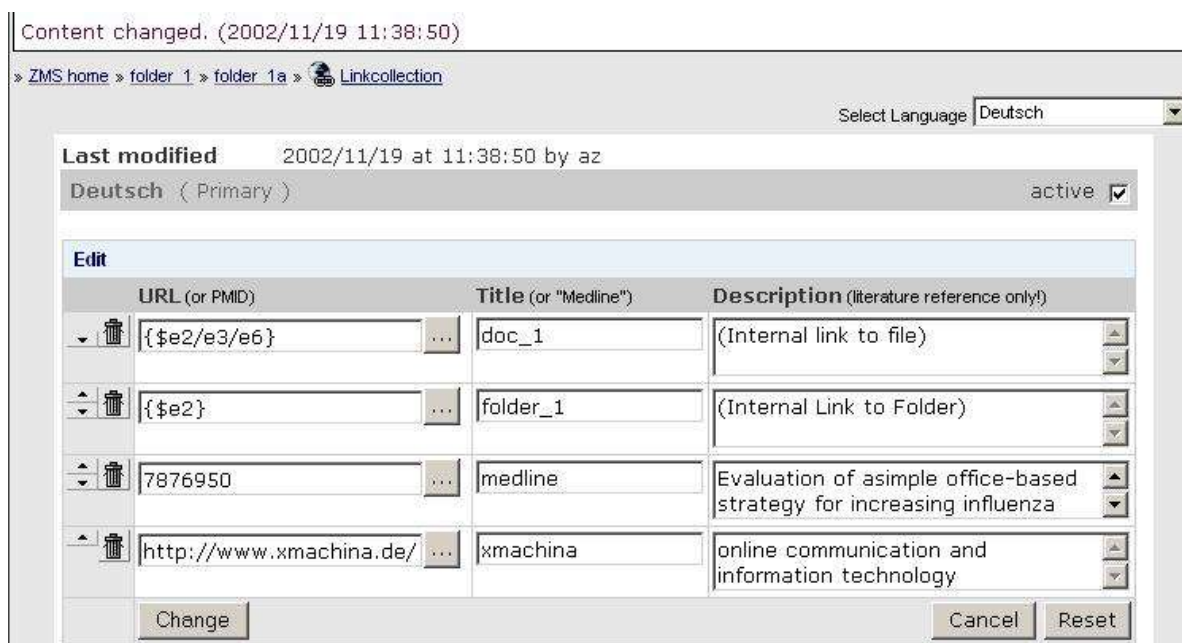 Content changed. (2002/11/19 11:38:50)
» ZMS home » folder_1 » folder_1a » Linkcollection
Select Language Deutsch
Last modified 2002/11/19 at 11:38:50 by az
Deutsch ( Primary ) active
Edit
URL (or PMID) Title (or "Medline") Description (literature reference only!)
{$e2/e3/e6} ... doc_1 (Internal link to file)
{$e2} ... folder_1 (Internal Link to Folder)
7876950 ... medline Evaluation of asimple office-based
strategy for increasing influenza
http://www.xmachina.de/ ... xmachina online communication and
information technology
Change Cancel Reset